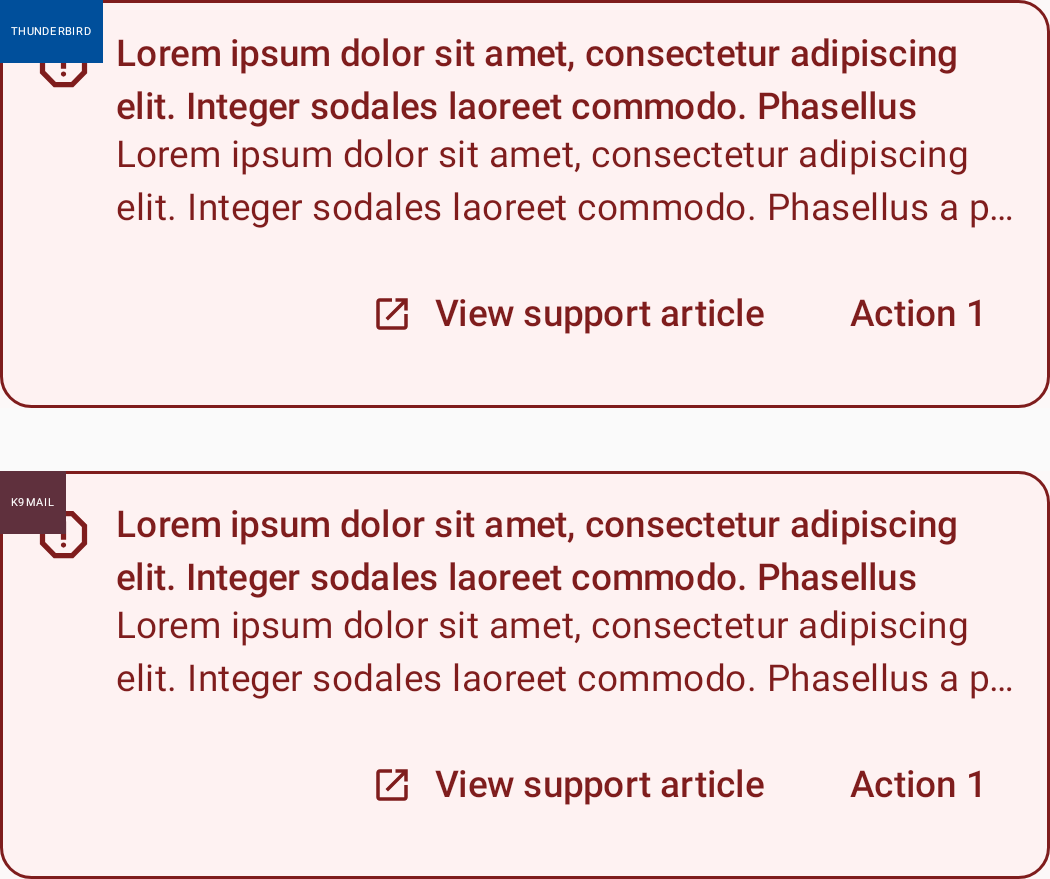 THUNDERBIRD
Lorem ipsum dolor sit amet, consectetur adipiscing
elit. Integer sodales laoreet commodo. Phasellus
Lorem ipsum dolor sit amet, consectetur adipiscing
elit. Integer sodales laoreet commodo. Phasellus a p…
View support article Action 1
K9MAIL
Lorem ipsum dolor sit amet, consectetur adipiscing
elit. Integer sodales laoreet commodo. Phasellus
Lorem ipsum dolor sit amet, consectetur adipiscing
elit. Integer sodales laoreet commodo. Phasellus a p…
View support article Action 1